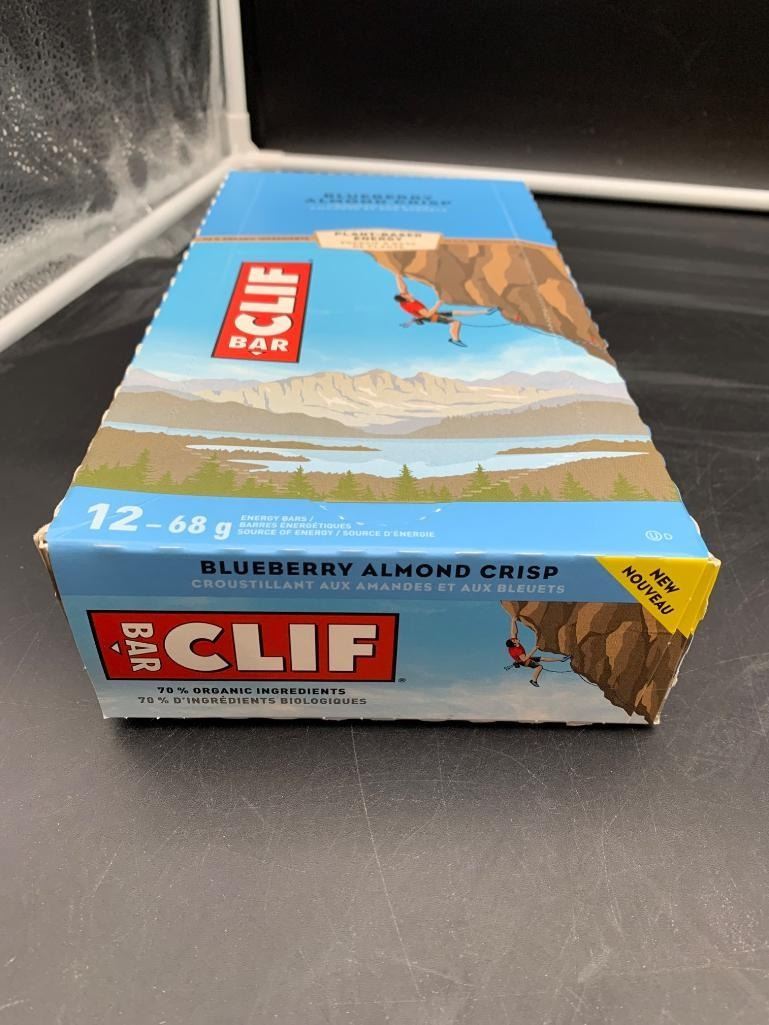 BLUEBERRY
ALMOND CRISP
PLANT-BASED
ENERGY
CLIF
BAR
12 – 68 g
ENERGY BARS /
BARRES ÉNERGÉTIQUES
SOURCE OF ENERGY / SOURCE D'ÉNERGIE
U D
BLUEBERRY ALMOND CRISP
CROUSTILLANT AUX AMANDES ET AUX BLEUETS
NEW
NOUVEAU
BAR
CLIF®
70 % ORGANIC INGREDIENTS
70 % D'INGRÉDIENTS BIOLOGIQUES